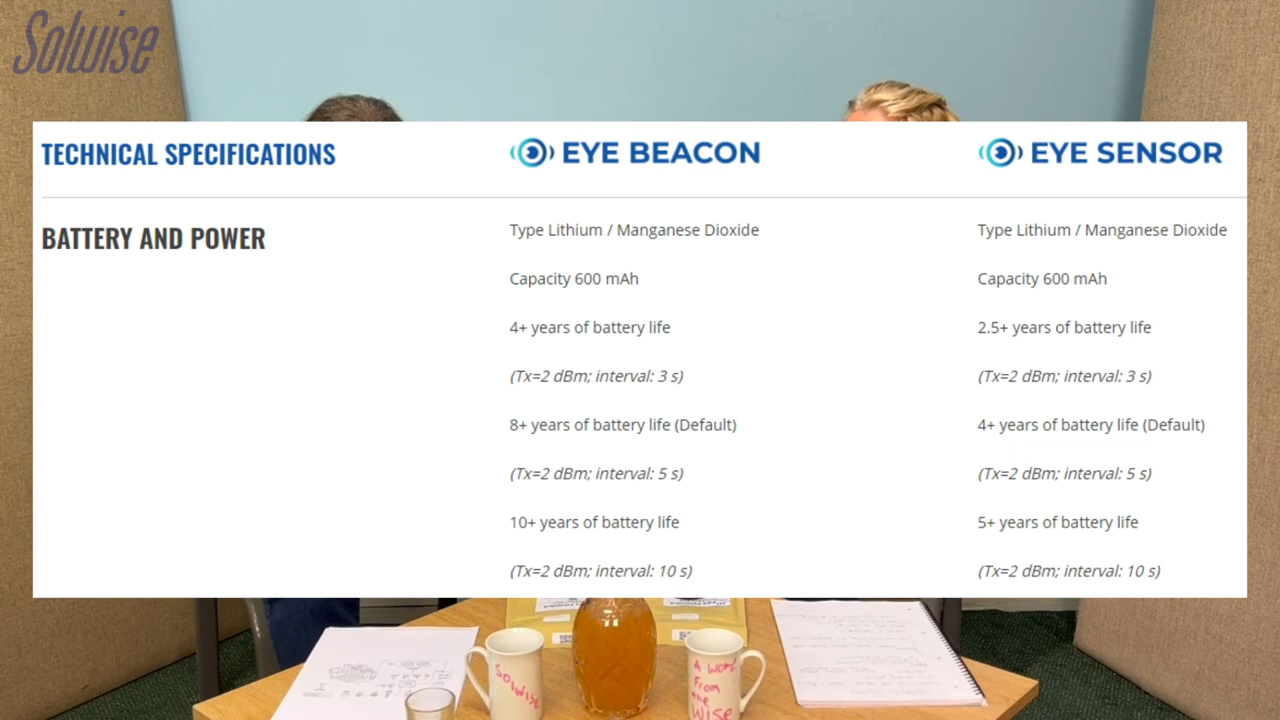 Solwise
TECHNICAL SPECIFICATIONS
EYE BEACON
EYE SENSOR
BATTERY AND POWER
Type Lithium / Manganese Dioxide
Capacity 600 mAh
4+ years of battery life
(Tx=2 dBm; interval: 3 s)
8+ years of battery life (Default)
(Tx=2 dBm; interval: 5 s)
10+ years of battery life
(Tx=2 dBm; interval: 10 s)
Type Lithium / Manganese Dioxide
Capacity 600 mAh
2.5+ years of battery life
(Tx=2 dBm; interval: 3 s)
4+ years of battery life (Default)
(Tx=2 dBm; interval: 5 s)
5+ years of battery life
(Tx=2 dBm; interval: 10 s)
SOLWISE
A WORD
From
the
WISE